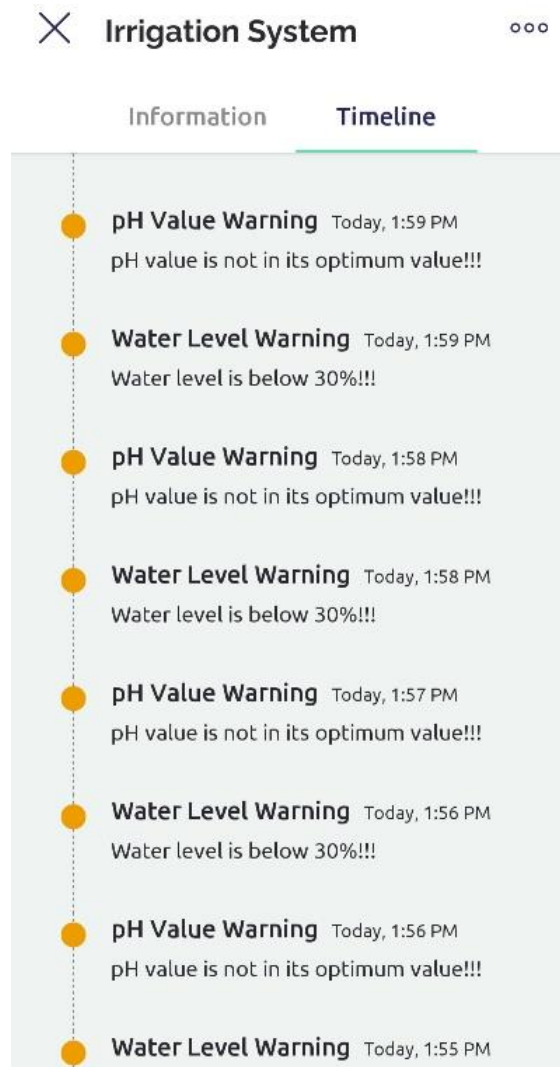 Irrigation System
Information Timeline
pH Value Warning Today, 1:59 PM
pH value is not in its optimum value!!!
Water Level Warning Today, 1:59 PM
Water level is below 30%!!!
pH Value Warning Today, 1:58 PM
pH value is not in its optimum value!!!
Water Level Warning Today, 1:58 PM
Water level is below 30%!!!
pH Value Warning Today, 1:57 PM
pH value is not in its optimum value!!!
Water Level Warning Today, 1:56 PM
Water level is below 30%!!!
pH Value Warning Today, 1:56 PM
pH value is not in its optimum value!!!
Water Level Warning Today, 1:55 PM